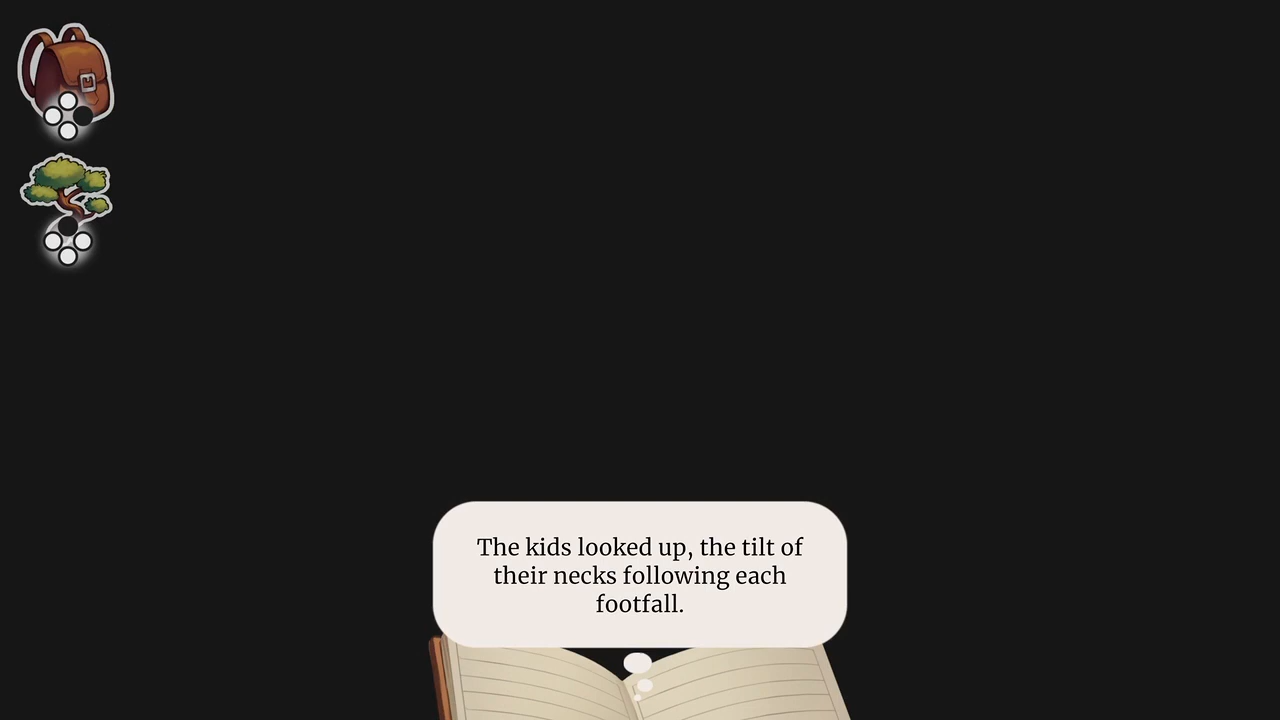 The kids looked up, the tilt of
their necks following each
footfall.